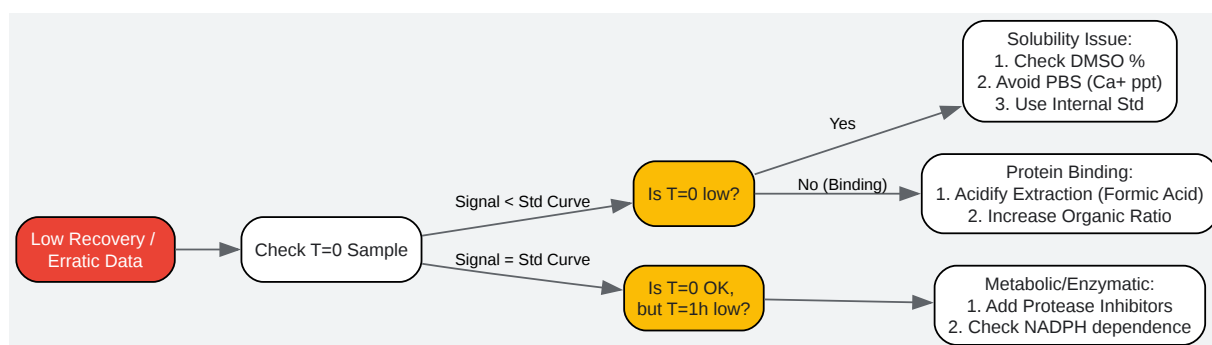 Low Recovery /
Erratic Data
Check T=0 Sample
Signal < Std Curve
Signal = Std Curve
Is T=0 low?
Is T=0 OK,
but T=1h low?
Yes
No (Binding)
Solubility Issue:
1. Check DMSO %
2. Avoid PBS (Ca+ ppt)
3. Use Internal Std
Protein Binding:
1. Acidify Extraction (Formic Acid)
2. Increase Organic Ratio
Metabolic/Enzymatic:
1. Add Protease Inhibitors
2. Check NADPH dependence